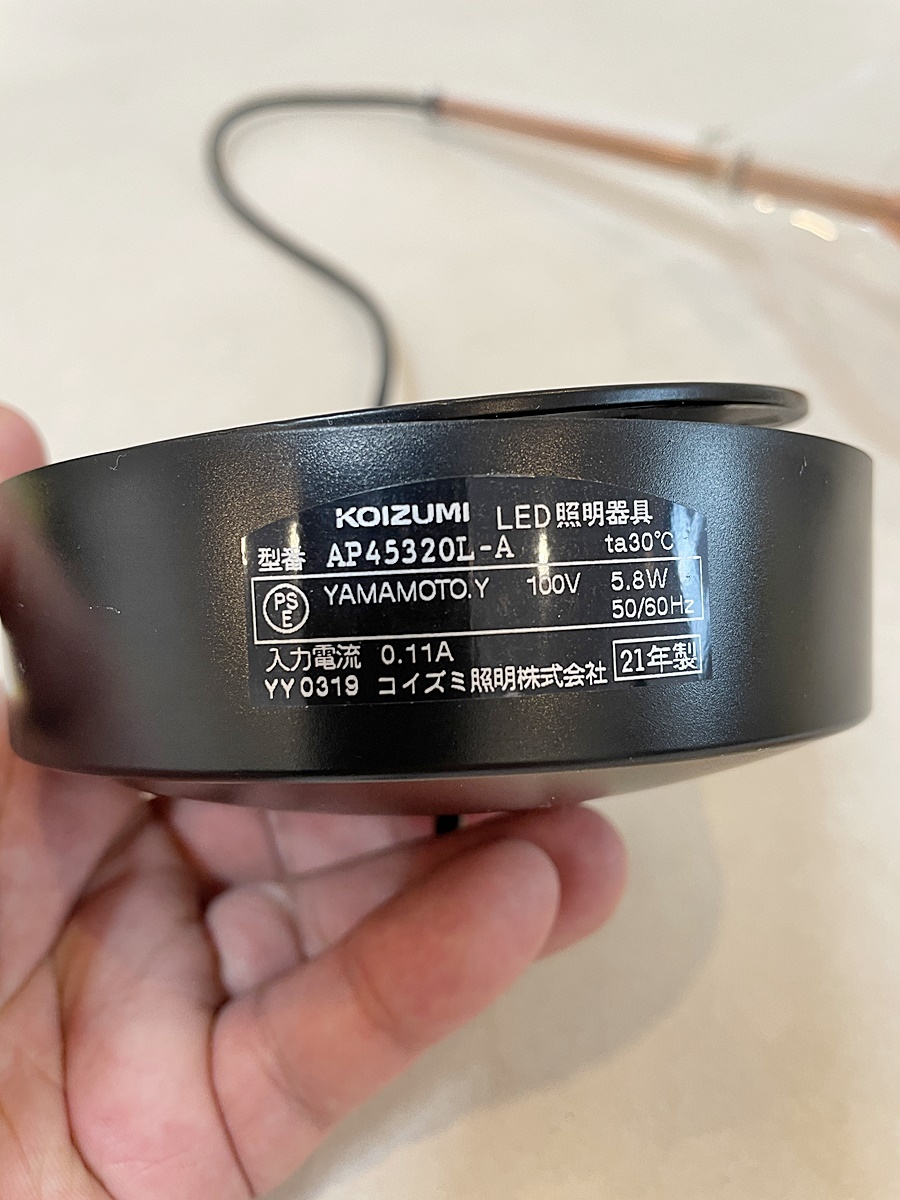 KOIZUMI LED照明器具
型番 AP45320L-A ta30℃
PSE YAMAMOTO.Y 100V 5.8W
50/60Hz
入力電流 0.11A
YY0319 コイズミ照明株式会社 21年製